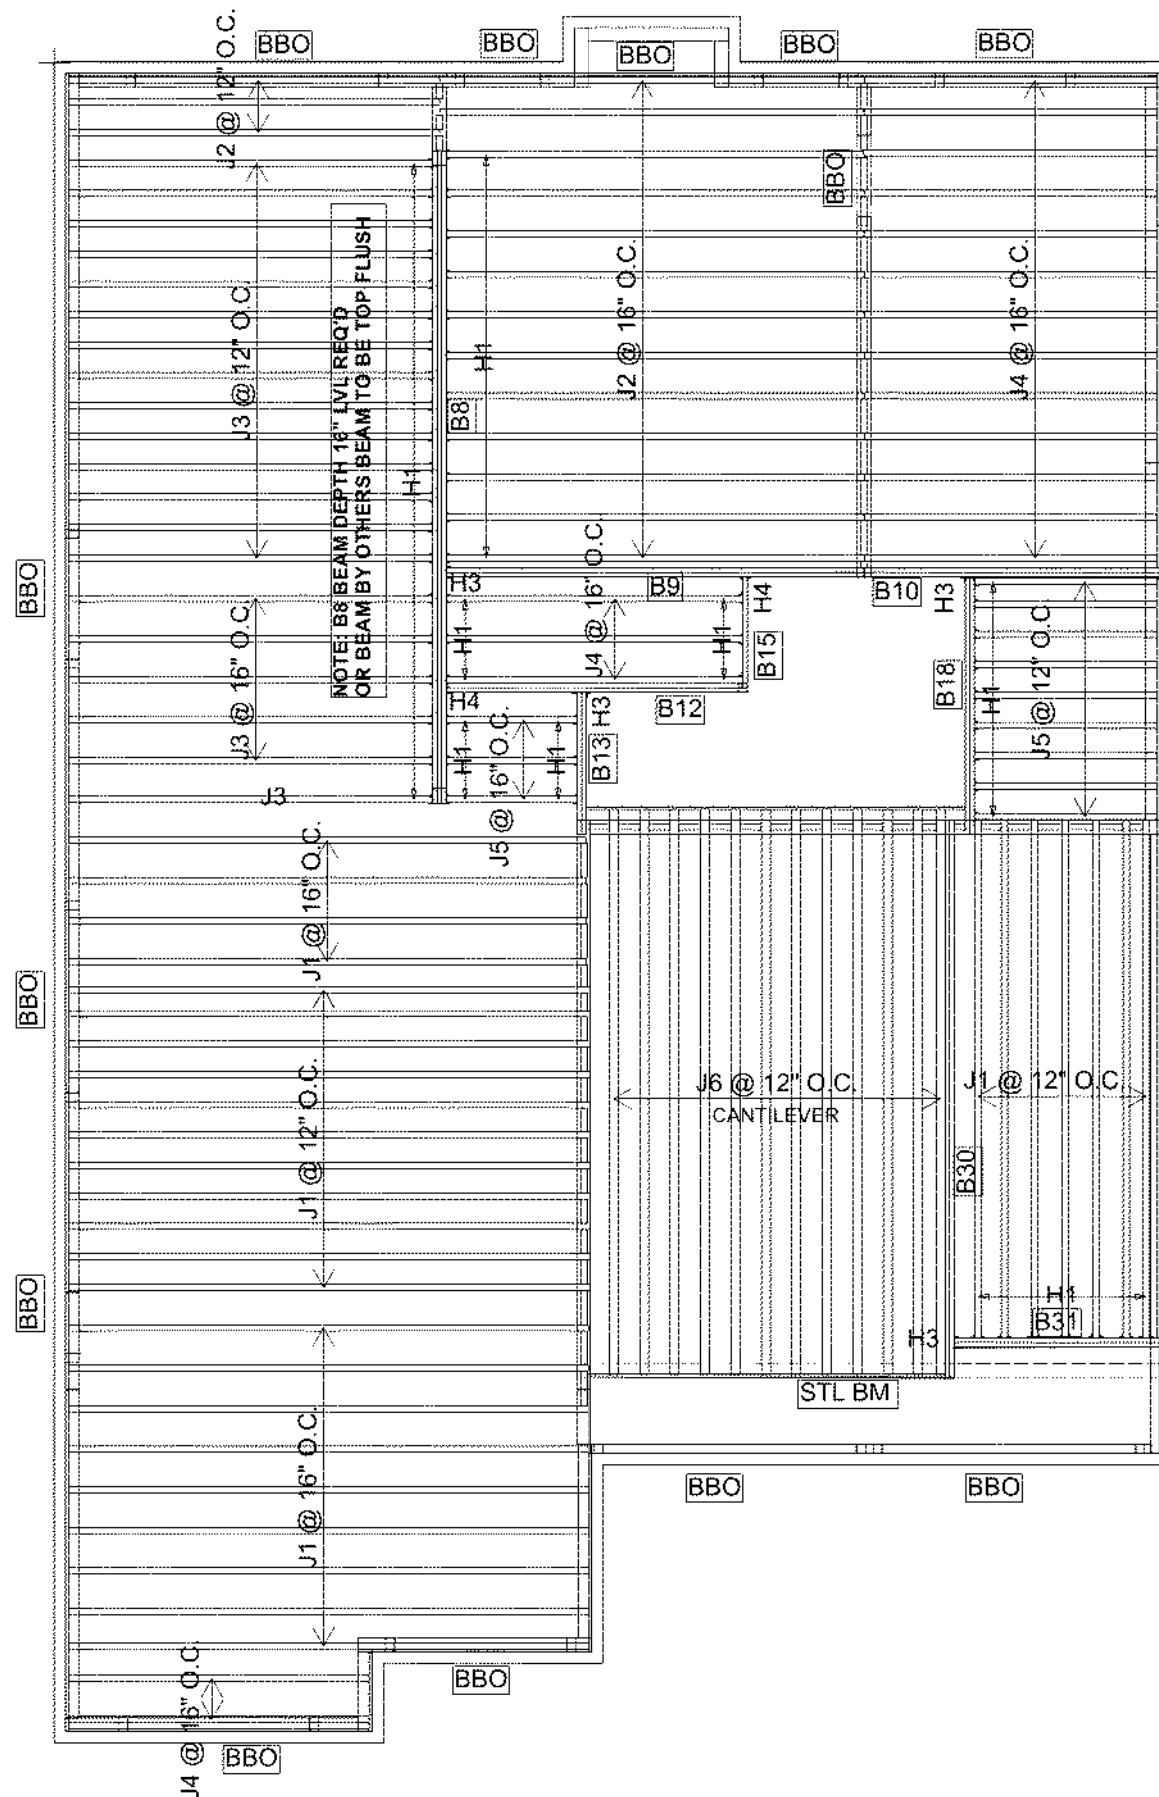 BBO
BBO
BBO
BBO
BBO
J2 @ 12" O.C.
BBO
J3 @ 12" O.C.
NOTE: B8 BEAM DEPTH 16" LVL REQ'D
OR BEAM BY OTHERS BEAM TO BE TOP FLUSH
H1
H1
B8
J2 @ 16" O.C.
J4 @ 16" O.C.
BBO
H3
B9
H4
B10
H3
J3 @ 16" O.C.
H1
J4 @ 16" O.C.
H1
B15
B18
H1
J5 @ 12" O.C.
H4
H3
B12
H1
J5 @ 16" O.C.
H1
B13
J3
J1 @ 16" O.C.
BBO
J6 @ 12" O.C.
CANTILEVER
J1 @ 12" O.C.
J1 @ 12" O.C.
B30
BBO
H1
B31
H3
STL BM
J1 @ 16" O.C.
BBO
BBO
BBO
J4 @ 16" O.C.
BBO